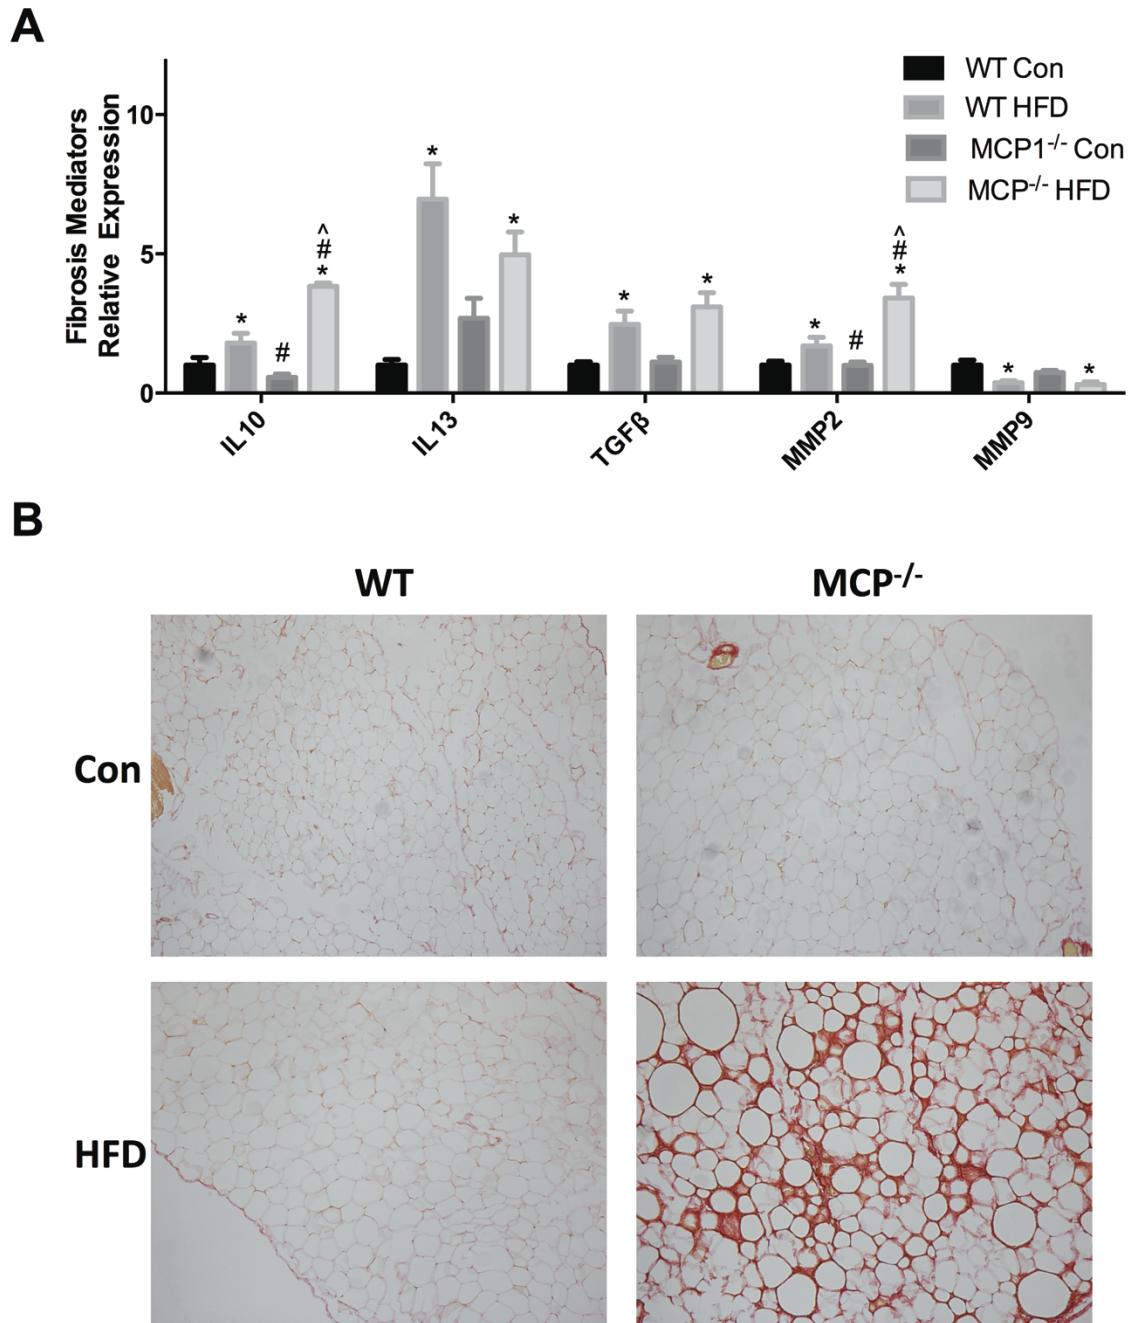 A
Fibrosis Mediators
Relative Expression
10
5
0
WT Con
WT HFD
MCP1-/- Con
MCP-/- HFD
*
#
^
#
*
*
*
*
*
*
#
^
#
*
*
*
IL10
IL13
TGFβ
MMP2
MMP9
B
WT
MCP-/-
Con
HFD